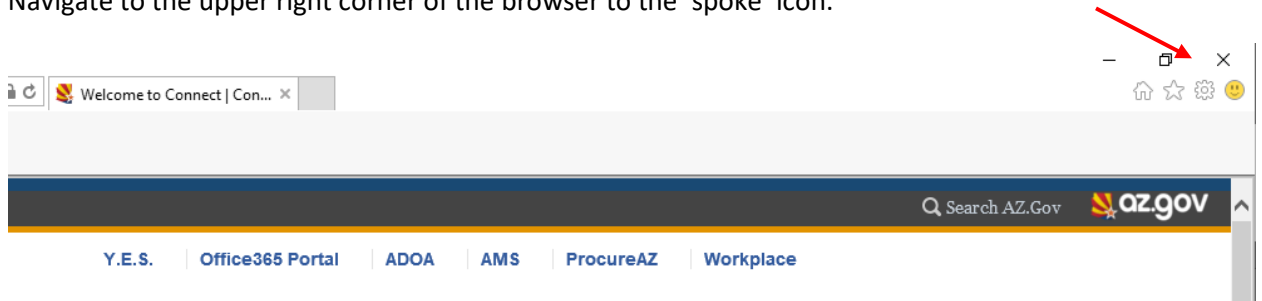 Navigate to the upper right corner of the browser to the 'spoke' icon.
Welcome to Connect | Con...
Search AZ.Gov az.gov
Y.E.S. Office365 Portal ADOA AMS ProcureAZ Workplace